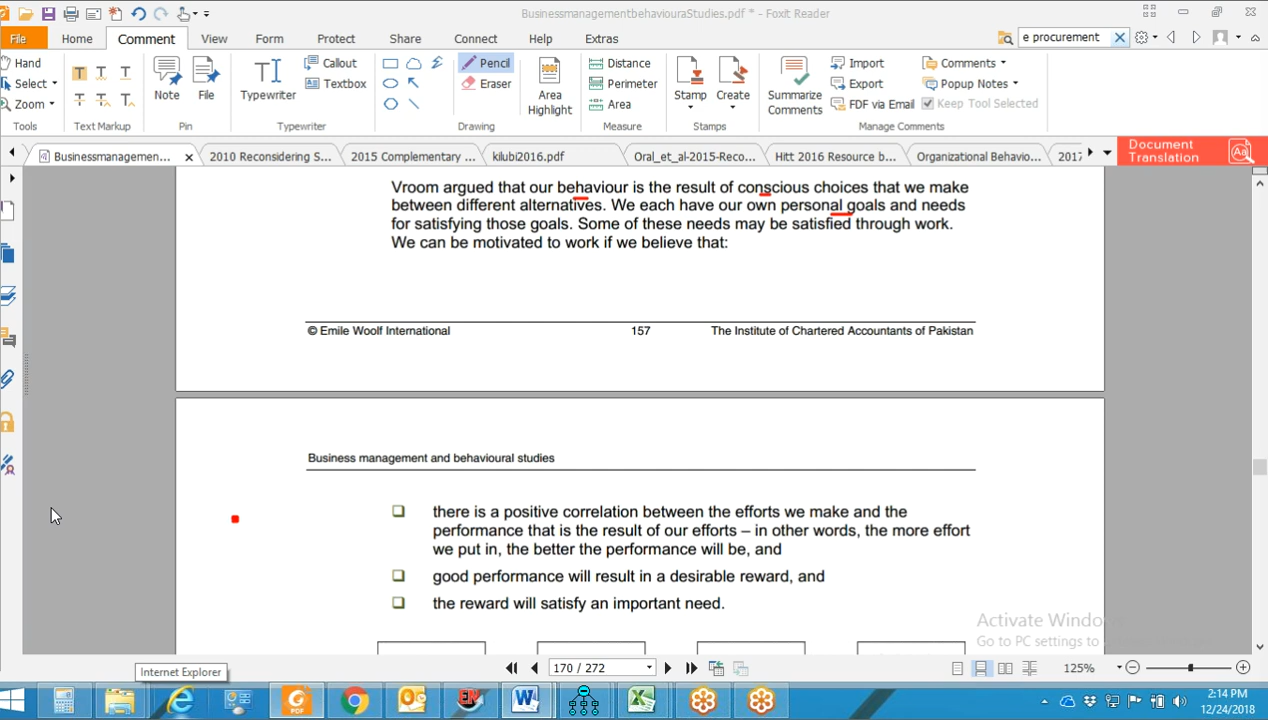 BusinessmanagementbehaviouraStudies.pdf * - Foxit Reader
File Home Comment View Form Protect Share Connect Help Extras e procurement
Hand
Select
Zoom
Tools
Text Markup
Note
File
Pin
Typewriter
Callout
Textbox
Typewriter
Pencil
Eraser
Drawing
Area Highlight
Distance
Perimeter
Area
Measure
Stamp
Create
Stamps
Summarize Comments
Import
Export
FDF via Email
Comments
Popup Notes
Keep Tool Selected
Manage Comments
Businessmanagemen... 2010 Reconsidering S... 2015 Complementary ... kilubi2016.pdf Oral_et_al-2015-Reco... Hitt 2016 Resource b... Organizational Behavio... 2017
Document
Translation
Vroom argued that our behaviour is the result of conscious choices that we make
between different alternatives. We each have our own personal goals and needs
for satisfying those goals. Some of these needs may be satisfied through work.
We can be motivated to work if we believe that:
© Emile Woolf International 157 The Institute of Chartered Accountants of Pakistan
Business management and behavioural studies
there is a positive correlation between the efforts we make and the
performance that is the result of our efforts – in other words, the more effort
we put in, the better the performance will be, and
good performance will result in a desirable reward, and
the reward will satisfy an important need.
Activate Windo
Go to PC settings to
Internet Explorer
170 / 272
125%
2:14 PM
12/24/2018